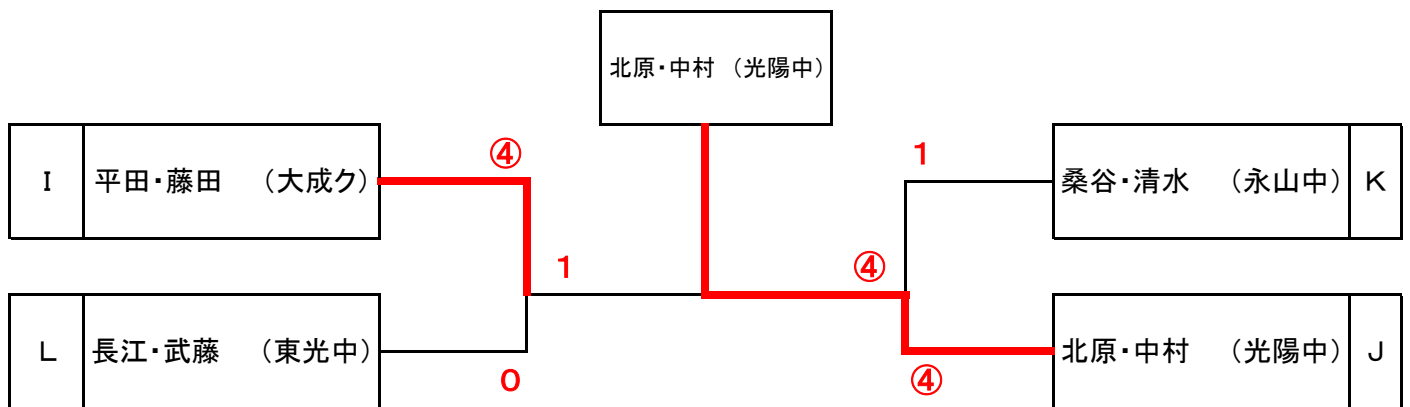 北原・中村 （光陽中）
④
1
I 平田・藤田 （大成ク）
桑谷・清水 （永山中） K
1
④
L 長江・武藤 （東光中）
北原・中村 （光陽中） J
0
④